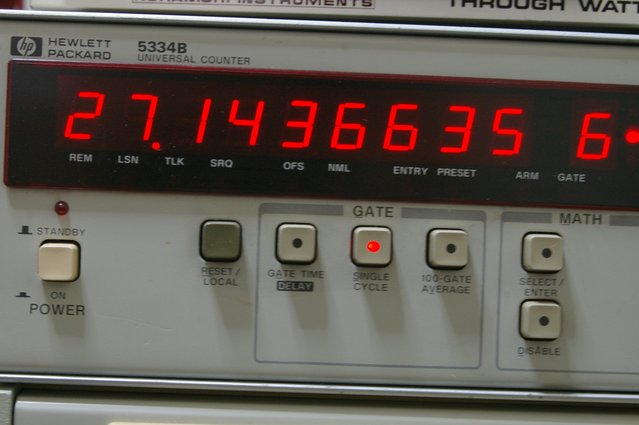 INSTRUMENTS
THROUGH WATT
hp HEWLETT PACKARD 5334B
UNIVERSAL COUNTER
27.1436635 6
REM LSN TLK SRQ OFS NML ENTRY PRESET ARM GATE
GATE
MATH
STANDBY
RESET/
LOCAL
GATE TIME
DELAY
SINGLE
CYCLE
100-GATE
AVERAGE
SELECT/
ENTER
ON
POWER
DISABLE